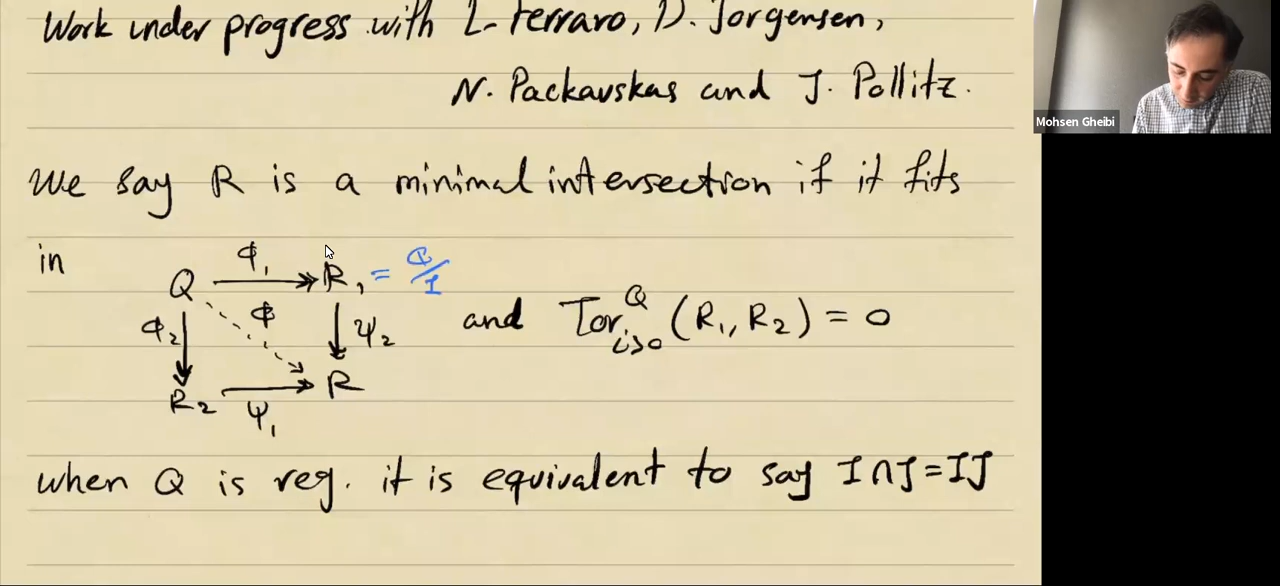 Work under progress with L. Ferraro, D. Jorgensen,
N. Packauskas and J. Pollitz.
Mohsen Gheibi
We say R is a minimal intersection if it fits
in
Q ϕ₁ R₁ = Q/I
ϕ₂ ϕ ψ₂ and Tor^Q_{i>0} (R₁, R₂) = 0
R₂ ψ₁ R
when Q is reg. it is equivalent to say I∩J=IJ